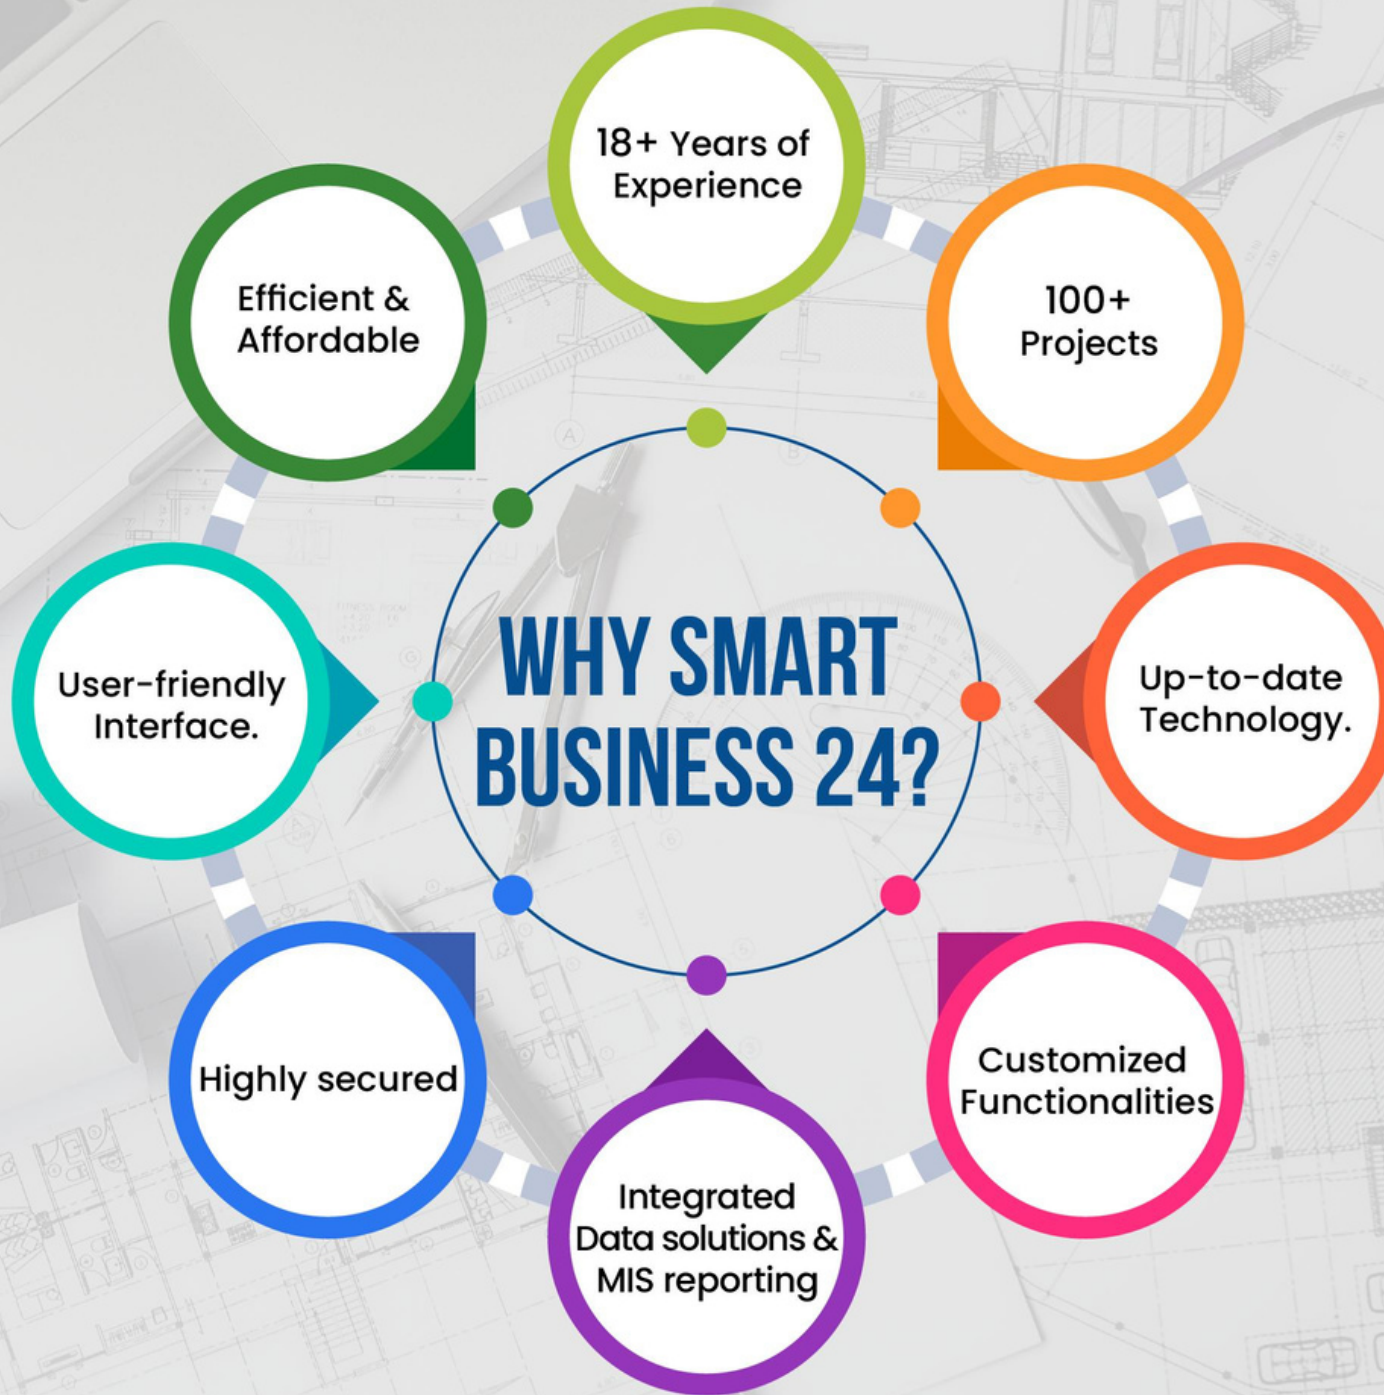 18+ Years of
Experience
Efficient &
Affordable
100+
Projects
WHY SMART
BUSINESS 24?
User-friendly
Interface.
Up-to-date
Technology.
Highly secured
Customized
Functionalities
Integrated
Data solutions &
MIS reporting